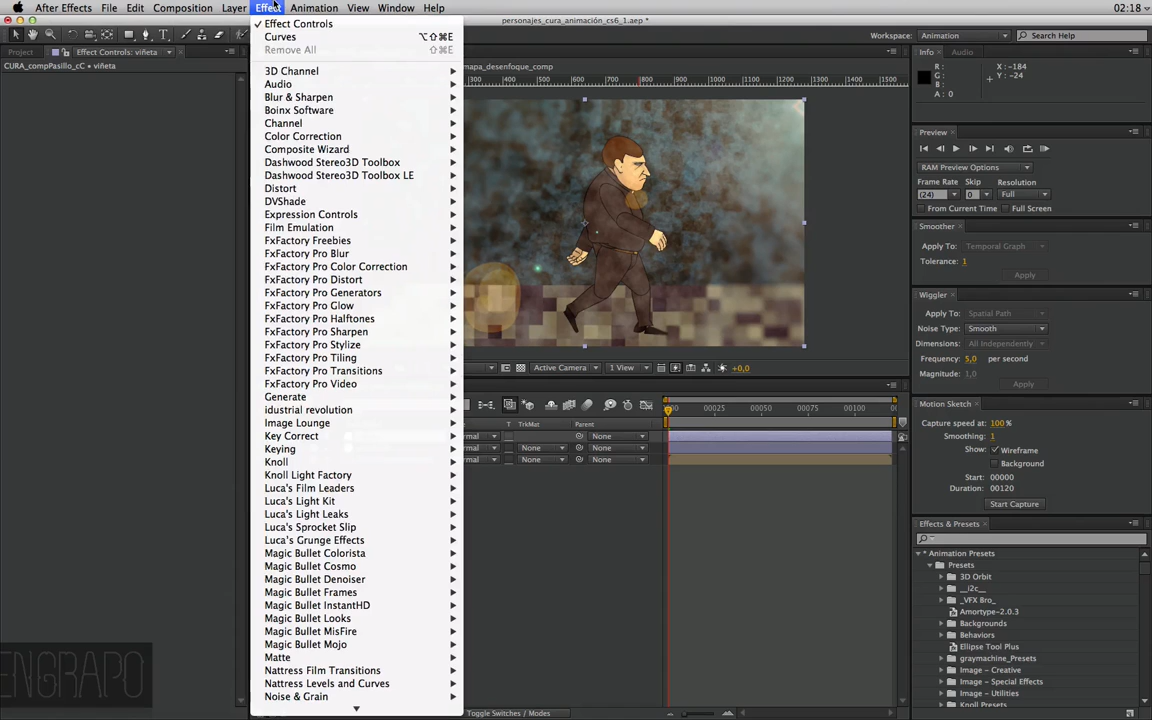 After Effects File Edit Composition Layer Effect Animation View Window Help 02:18
personajes_cura_animación_cs6_1.aep *
Workspace: Animation Search Help
Project Effect Controls: viñeta
CURA_compPasillo_cC • viñeta
Effect Controls
Curves ⌥⇧⌘E
Remove All ⇧⌘E
3D Channel
Audio
Blur & Sharpen
Boinx Software
Channel
Color Correction
Composite Wizard
Dashwood Stereo3D Toolbox
Dashwood Stereo3D Toolbox LE
Distort
DVShade
Expression Controls
Film Emulation
FxFactory Freebies
FxFactory Pro Blur
FxFactory Pro Color Correction
FxFactory Pro Distort
FxFactory Pro Generators
FxFactory Pro Glow
FxFactory Pro Halftones
FxFactory Pro Sharpen
FxFactory Pro Stylize
FxFactory Pro Tiling
FxFactory Pro Transitions
FxFactory Pro Video
Generate
idustrial revolution
Image Lounge
Key Correct
Keying
Knoll
Knoll Light Factory
Luca's Film Leaders
Luca's Light Kit
Luca's Light Leaks
Luca's Sprocket Slip
Luca's Grunge Effects
Magic Bullet Colorista
Magic Bullet Cosmo
Magic Bullet Denoiser
Magic Bullet Frames
Magic Bullet InstantHD
Magic Bullet Looks
Magic Bullet MisFire
Magic Bullet Mojo
Matte
Nattress Film Transitions
Nattress Levels and Curves
Noise & Grain
mapa_desenfoque_comp
300 400 500 600 700 800 900 1000 1100 1200 1300 1400 1500
Active Camera 1 View +0,0
00025 00050 00075 00100
T TrkMat Parent
None
None None
None None
Toggle Switches / Modes
Info Audio
R : X : -184
G : Y : -24
B :
A : 0
Preview
RAM Preview Options
Frame Rate Skip Resolution
(24) 0 Full
From Current Time Full Screen
Smoother
Apply To: Temporal Graph
Tolerance: 1
Apply
Wiggler
Apply To: Spatial Path
Noise Type: Smooth
Dimensions: All Independently
Frequency: 5,0 per second
Magnitude: 1,0
Apply
Motion Sketch
Capture speed at: 100 %
Smoothing: 1
Show: Wireframe
Background
Start: 00000
Duration: 00120
Start Capture
Effects & Presets
* Animation Presets
Presets
3D Orbit
__i2c__
_VFX Bro_
Amortype-2.0.3
Backgrounds
Behaviors
Ellipse Tool Plus
graymachine_Presets
Image - Creative
Image - Special Effects
Image - Utilities
Knoll Presets
ENGRAPO